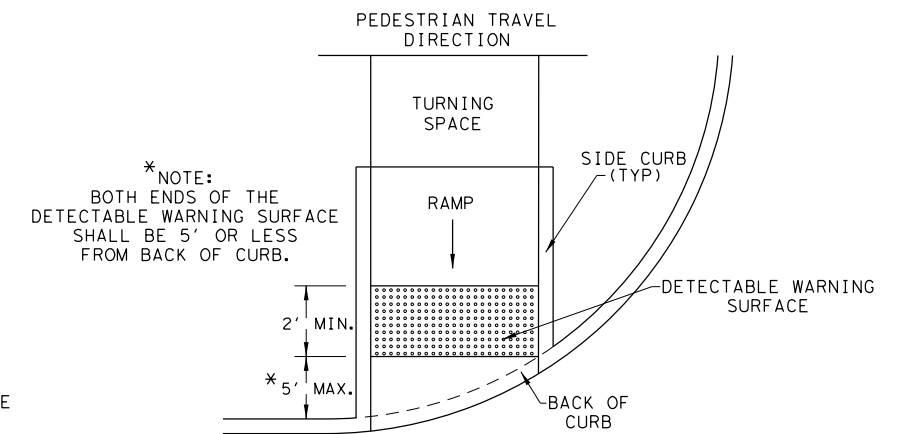 PEDESTRIAN TRAVEL
DIRECTION
TURNING
SPACE
*NOTE:
BOTH ENDS OF THE
DETECTABLE WARNING SURFACE
SHALL BE 5' OR LESS
FROM BACK OF CURB.
SIDE CURB
(TYP)
RAMP
DETECTABLE WARNING
SURFACE
2' MIN.
*5' MAX.
BACK OF
CURB
E